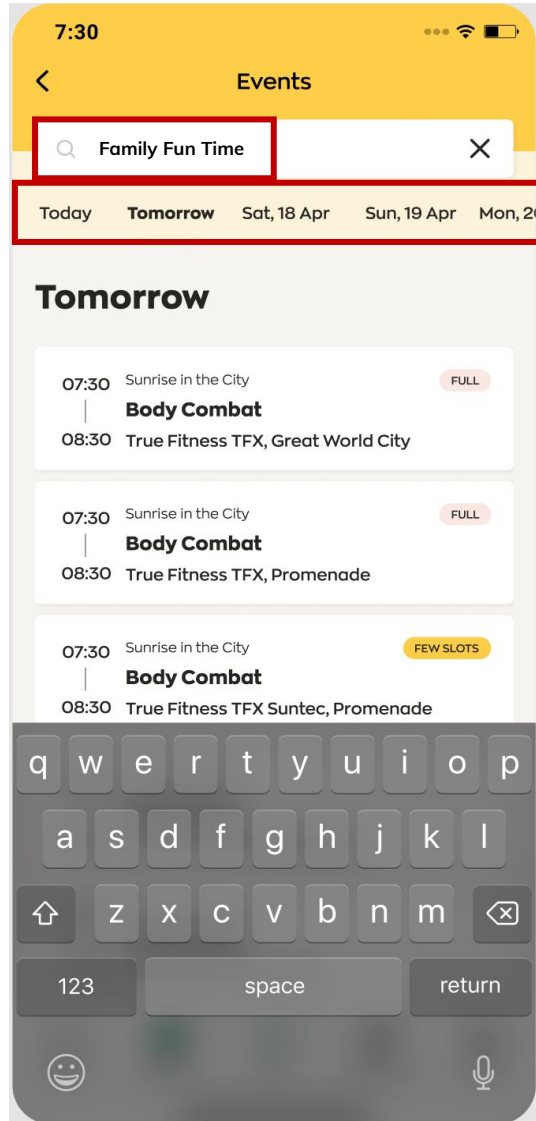 7:30
Events
Family Fun Time
Today Tomorrow Sat, 18 Apr Sun, 19 Apr Mon, 20
Tomorrow
07:30 Sunrise in the City FULL
Body Combat
08:30 True Fitness TFX, Great World City
07:30 Sunrise in the City FULL
Body Combat
08:30 True Fitness TFX, Promenade
07:30 Sunrise in the City FEW SLOTS
Body Combat
08:30 True Fitness TFX Suntec, Promenade
q w e r t y u i o p
a s d f g h j k l
z x c v b n m
123 space return